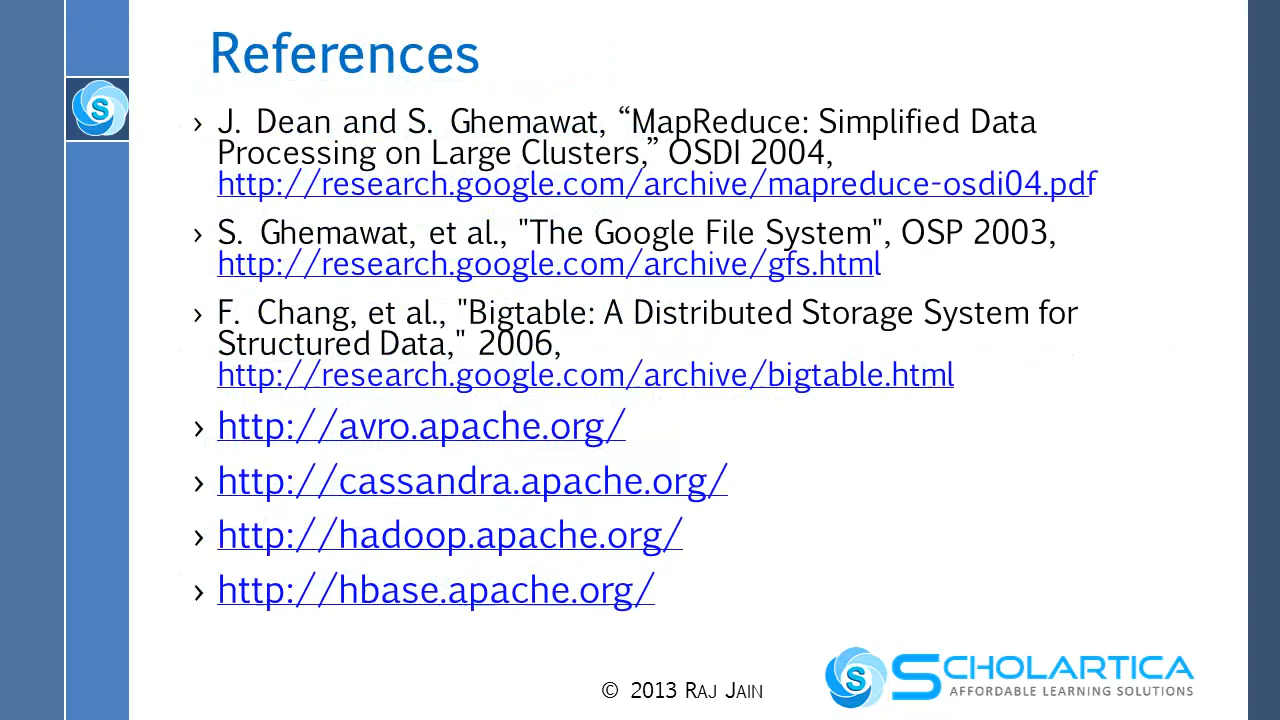 References
› J. Dean and S. Ghemawat, “MapReduce: Simplified Data
Processing on Large Clusters,” OSDI 2004,
http://research.google.com/archive/mapreduce-osdi04.pdf
› S. Ghemawat, et al., "The Google File System", OSP 2003,
http://research.google.com/archive/gfs.html
› F. Chang, et al., "Bigtable: A Distributed Storage System for
Structured Data," 2006,
http://research.google.com/archive/bigtable.html
› http://avro.apache.org/
› http://cassandra.apache.org/
› http://hadoop.apache.org/
› http://hbase.apache.org/
© 2013 RAJ JAIN
S
SCHOLARTICA
AFFORDABLE LEARNING SOLUTIONS
S